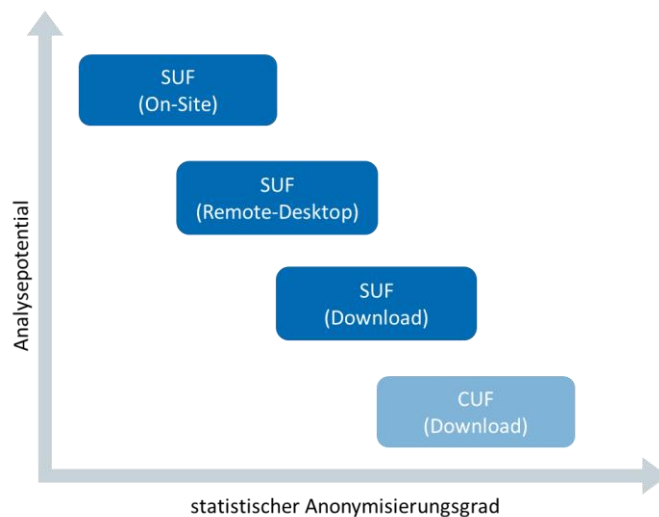 SUF
(On-Site)
SUF
(Remote-Desktop)
SUF
(Download)
CUF
(Download)
Analysepotential
statistischer Anonymisierungsgrad